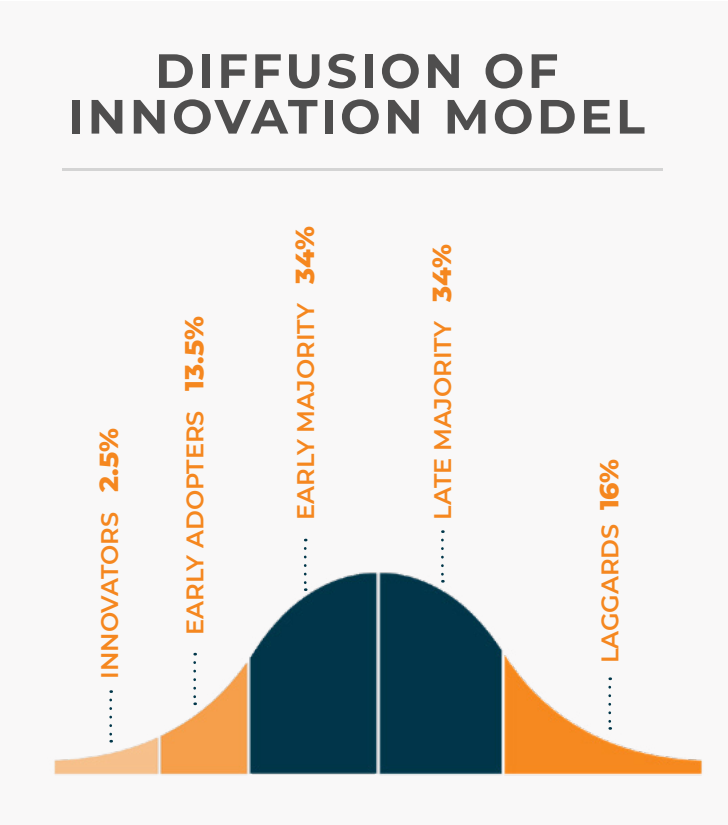 DIFFUSION OF
INNOVATION MODEL
INNOVATORS 2.5%
EARLY ADOPTERS 13.5%
EARLY MAJORITY 34%
LATE MAJORITY 34%
LAGGARDS 16%